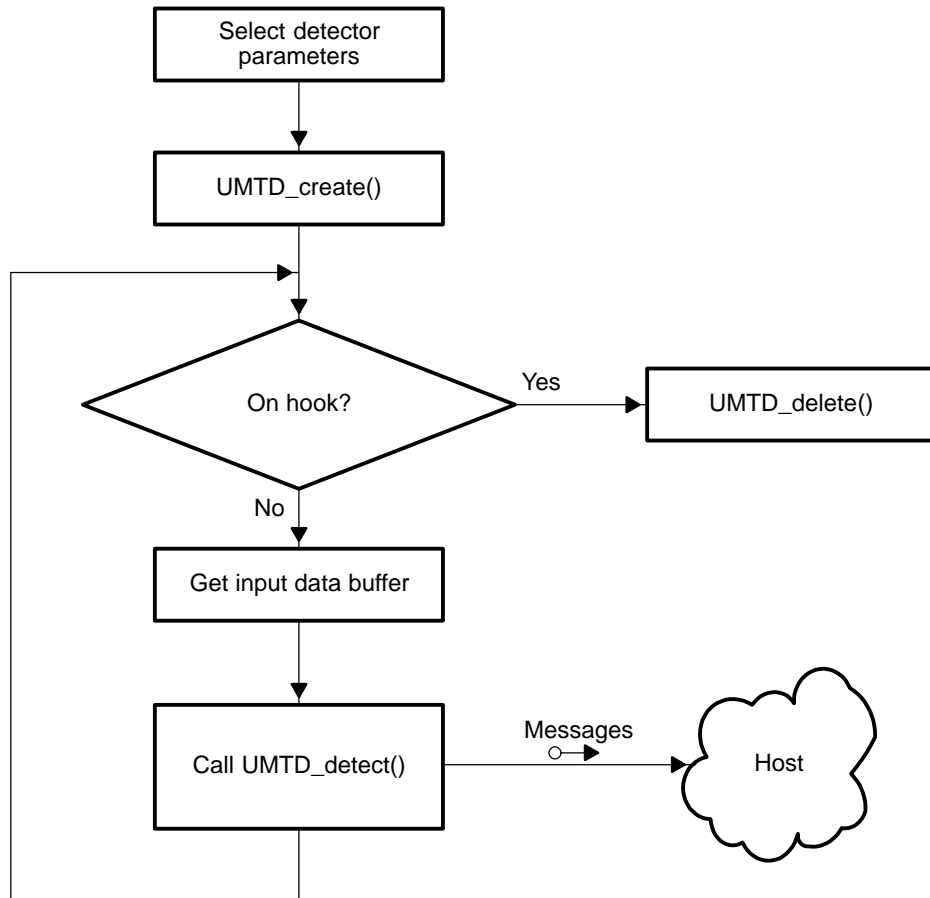 Select detector
parameters
UMTD_create()
On hook?
Yes
UMTD_delete()
No
Get input data buffer
Messages
Call UMTD_detect()
Host